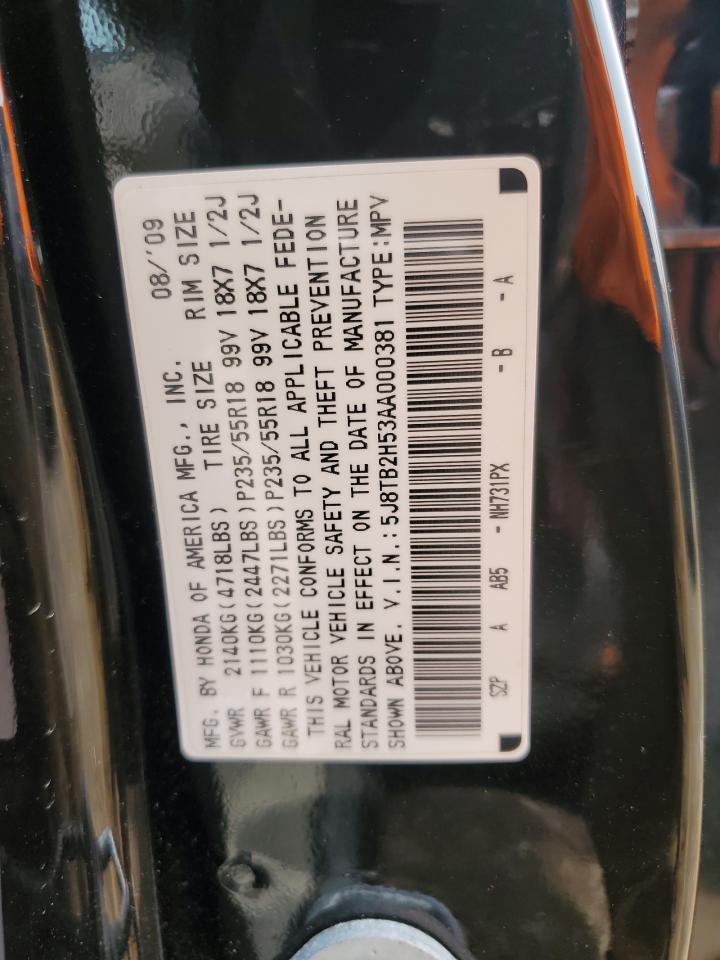 MFG. BY HONDA OF AMERICA MFG., INC. 08/'09
GVWR 2140KG(4718LBS) TIRE SIZE RIM SIZE
GAWR F 1110KG(2447LBS)P235/55R18 99V 18X7 1/2J
GAWR R 1030KG(2271LBS)P235/55R18 99V 18X7 1/2J
THIS VEHICLE CONFORMS TO ALL APPLICABLE FEDE-
RAL MOTOR VEHICLE SAFETY AND THEFT PREVENTION
STANDARDS IN EFFECT ON THE DATE OF MANUFACTURE
SHOWN ABOVE. V.I.N.:5J8TB2H53AA000381 TYPE:MPV
SZP A AB5 - NH731PX - B - A